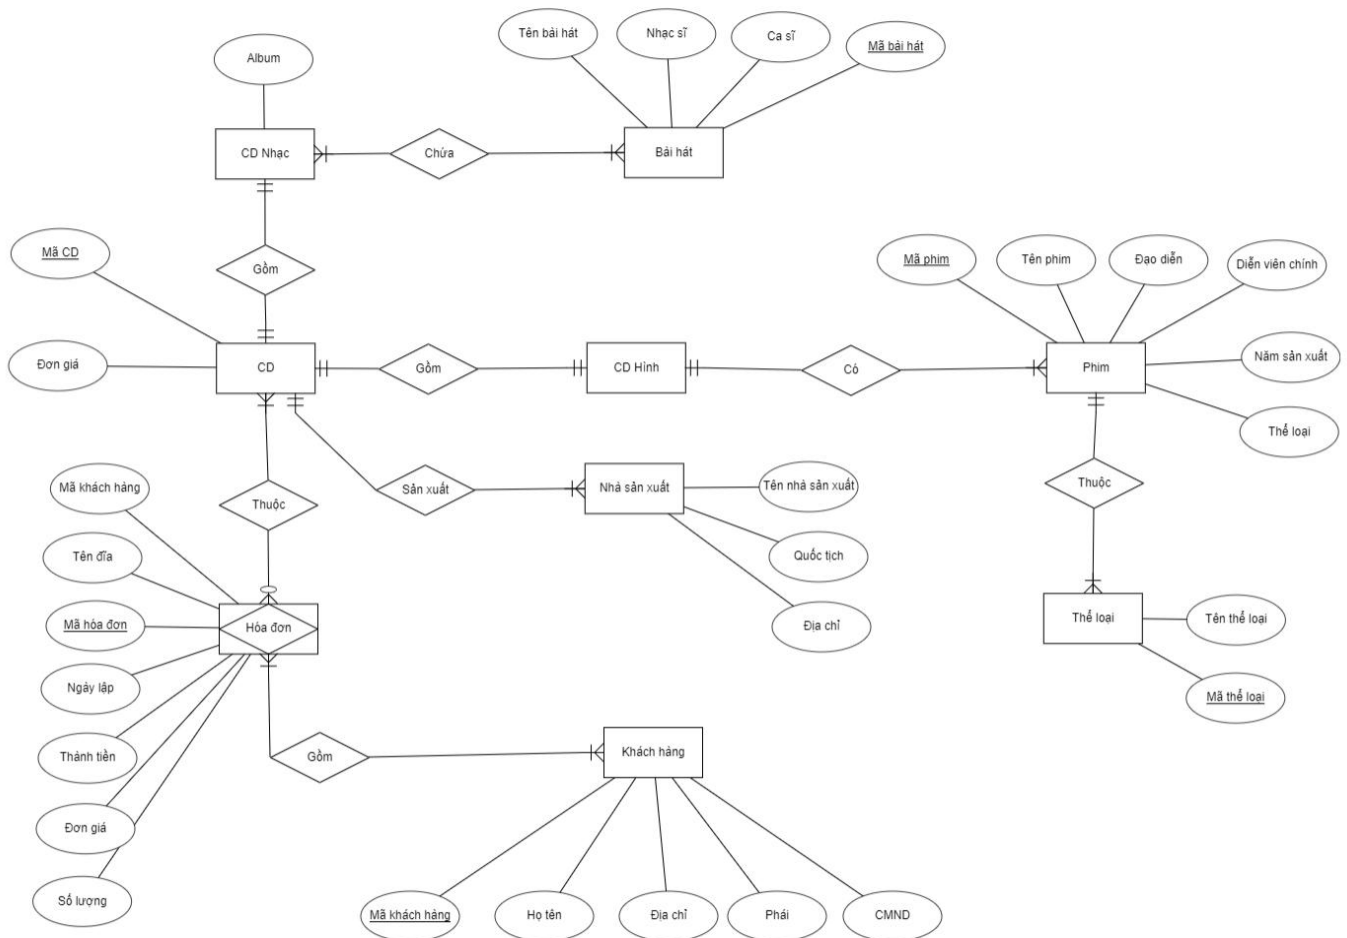 Tên bài hát
Nhạc sĩ
Ca sĩ
Mã bài hát
Album
CD Nhạc
Chứa
Bài hát
Mã CD
Gồm
Mã phim
Tên phim
Đạo diễn
Diễn viên chính
Đơn giá
CD
Gồm
CD Hình
Có
Phim
Năm sản xuất
Thể loại
Mã khách hàng
Thuộc
Sản xuất
Nhà sản xuất
Tên nhà sản xuất
Thuộc
Tên đĩa
Quốc tịch
Mã hóa đơn
Hóa đơn
Địa chỉ
Thể loại
Tên thể loại
Ngày lập
Mã thể loại
Thành tiền
Gồm
Khách hàng
Đơn giá
Số lượng
Mã khách hàng
Họ tên
Địa chỉ
Phái
CMND